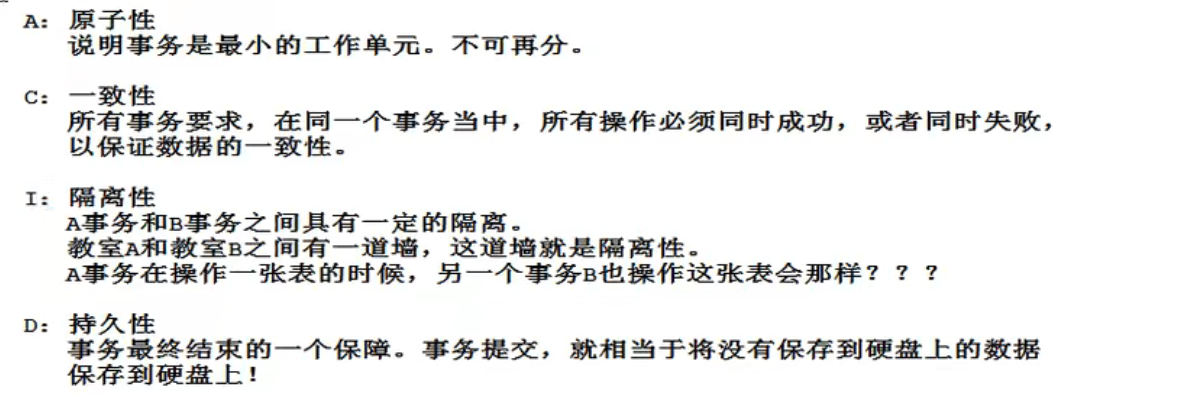 A：原子性
说明事务是最小的工作单元。不可再分。
C：一致性
所有事务要求，在同一个事务当中，所有操作必须同时成功，或者同时失败，
以保证数据的一致性。
I：隔离性
A事务和B事务之间具有一定的隔离。
教室A和教室B之间有一道墙，这道墙就是隔离性。
A事务在操作一张表的时候，另一个事务B也操作这张表会那样？？？
D：持久性
事务最终结束的一个保障。事务提交，就相当于将没有保存到硬盘上的数据
保存到硬盘上！